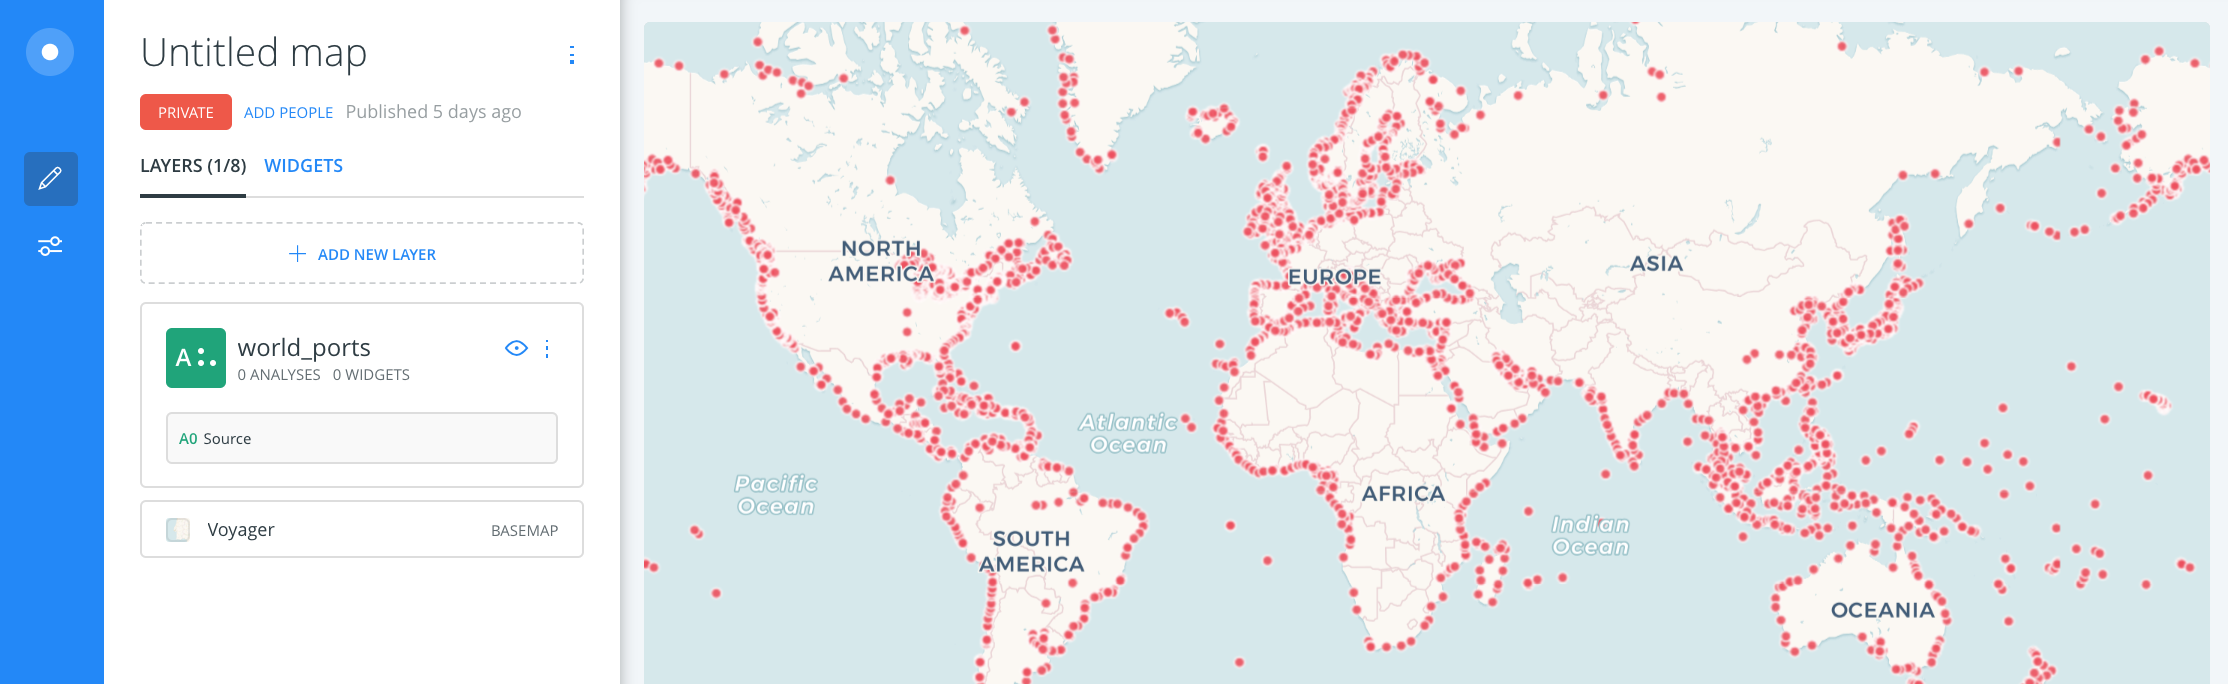 Untitled map
PRIVATE ADD PEOPLE Published 5 days ago
LAYERS (1/8) WIDGETS
ADD NEW LAYER
A
world_ports
0 ANALYSES 0 WIDGETS
A0 Source
Voyager BASEMAP
NORTH
AMERICA
EUROPE
ASIA
Atlantic
Ocean
Pacific
Ocean
AFRICA
Indian
Ocean
SOUTH
AMERICA
OCEANIA